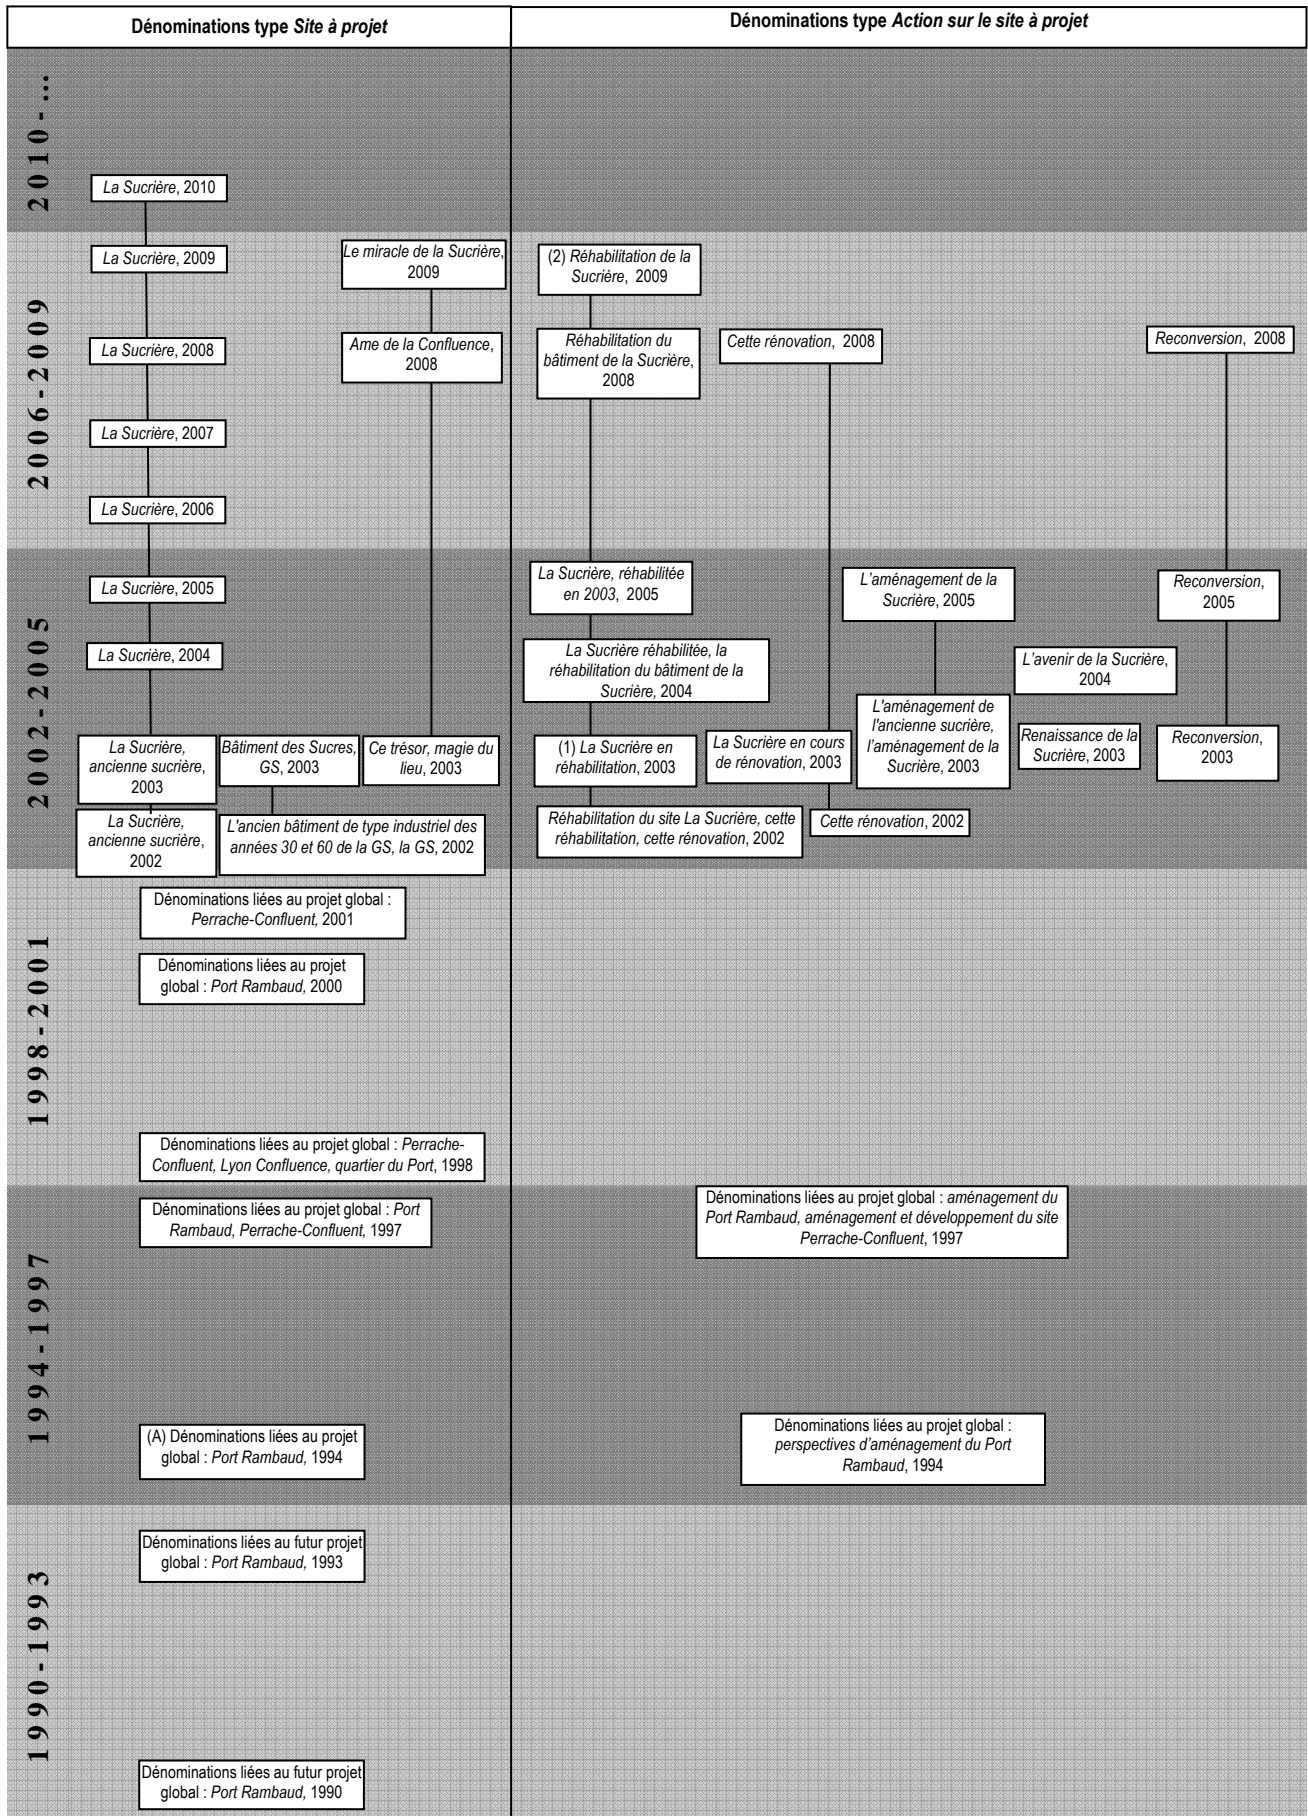 Dénominations type Site à projet
Dénominations type Action sur le site à projet
2010-...
La Sucrière, 2010
2006-2009
La Sucrière, 2009
Le miracle de la Sucrière,
2009
(2) Réhabilitation de la
Sucrière, 2009
La Sucrière, 2008
Ame de la Confluence,
2008
Réhabilitation du
bâtiment de la Sucrière,
2008
Cette rénovation, 2008
Reconversion, 2008
La Sucrière, 2007
La Sucrière, 2006
2002-2005
La Sucrière, 2005
La Sucrière, réhabilitée
en 2003, 2005
L'aménagement de la
Sucrière, 2005
Reconversion,
2005
La Sucrière, 2004
La Sucrière réhabilitée, la
réhabilitation du bâtiment de la
Sucrière, 2004
L'avenir de la Sucrière,
2004
La Sucrière,
ancienne sucrière,
2003
Bâtiment des Sucres,
GS, 2003
Ce trésor, magie du
lieu, 2003
(1) La Sucrière en
réhabilitation, 2003
La Sucrière en cours
de rénovation, 2003
L'aménagement de
l'ancienne sucrière,
l'aménagement de la
Sucrière, 2003
Renaissance de la
Sucrière, 2003
Reconversion,
2003
La Sucrière,
ancienne sucrière,
2002
L'ancien bâtiment de type industriel des
années 30 et 60 de la GS, la GS, 2002
Réhabilitation du site La Sucrière, cette
réhabilitation, cette rénovation, 2002
Cette rénovation, 2002
1998-2001
Dénominations liées au projet global :
Perrache-Confluent, 2001
Dénominations liées au projet
global : Port Rambaud, 2000
Dénominations liées au projet global : Perrache-
Confluent, Lyon Confluence, quartier du Port, 1998
1994-1997
Dénominations liées au projet global : Port
Rambaud, Perrache-Confluent, 1997
Dénominations liées au projet global : aménagement du
Port Rambaud, aménagement et développement du site
Perrache-Confluent, 1997
(A) Dénominations liées au projet
global : Port Rambaud, 1994
Dénominations liées au projet global :
perspectives d'aménagement du Port
Rambaud, 1994
1990-1993
Dénominations liées au futur projet
global : Port Rambaud, 1993
Dénominations liées au futur projet
global : Port Rambaud, 1990